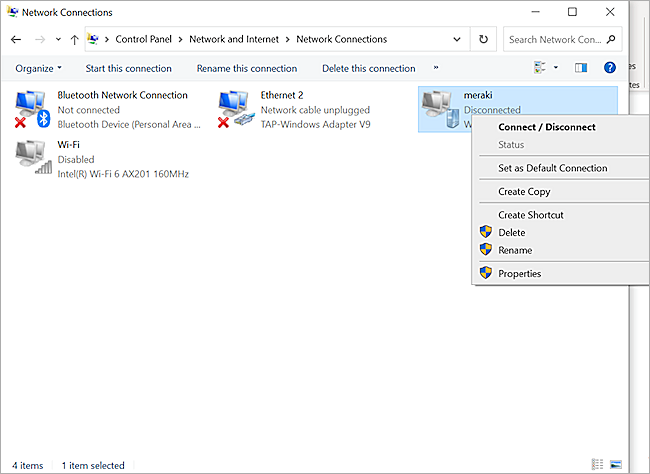 Network Connections
Control Panel > Network and Internet > Network Connections
Search Network Con...
Organize
Start this connection
Rename this connection
Delete this connection
»
Bluetooth Network Connection
Not connected
Bluetooth Device (Personal Area ...
Ethernet 2
Network cable unplugged
TAP-Windows Adapter V9
meraki
Disconnected
W
Wi-Fi
Disabled
Intel(R) Wi-Fi 6 AX201 160MHz
Connect / Disconnect
Status
Set as Default Connection
Create Copy
Create Shortcut
Delete
Rename
Properties
4 items
1 item selected